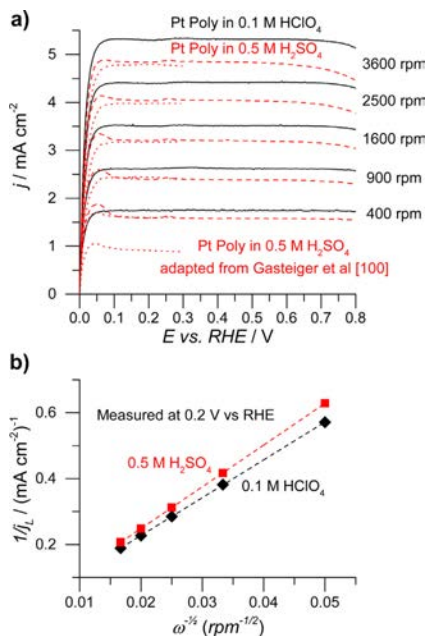 a)
Pt Poly in 0.1 M HClO₄
Pt Poly in 0.5 M H₂SO₄
5
3600 rpm
4
2500 rpm
3
1600 rpm
2
900 rpm
400 rpm
1
Pt Poly in 0.5 M H₂SO₄
adapted from Gasteiger et al [100]
0
j / mA cm⁻²
0 0.1 0.2 0.3 0.4 0.5 0.6 0.7 0.8
E vs. RHE / V
b)
Measured at 0.2 V vs RHE
0.6
0.5 M H₂SO₄
0.4
0.1 M HClO₄
0.2
1/j_L / (mA cm⁻²)⁻¹
0.01 0.02 0.03 0.04 0.05
ω⁻½ (rpm⁻¹/²)